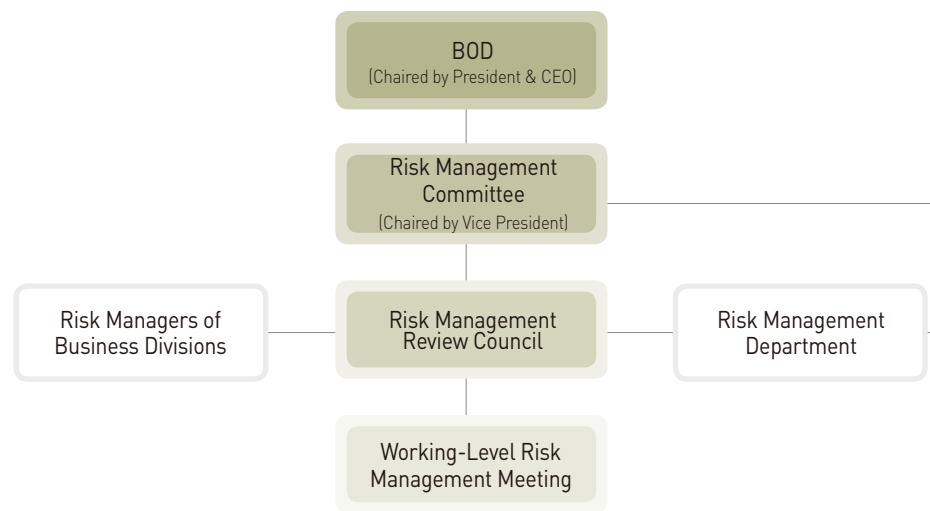 BOD
(Chaired by President & CEO)
Risk Management
Committee
(Chaired by Vice President)
Risk Managers of
Business Divisions
Risk Management
Review Council
Risk Management
Department
Working-Level Risk
Management Meeting